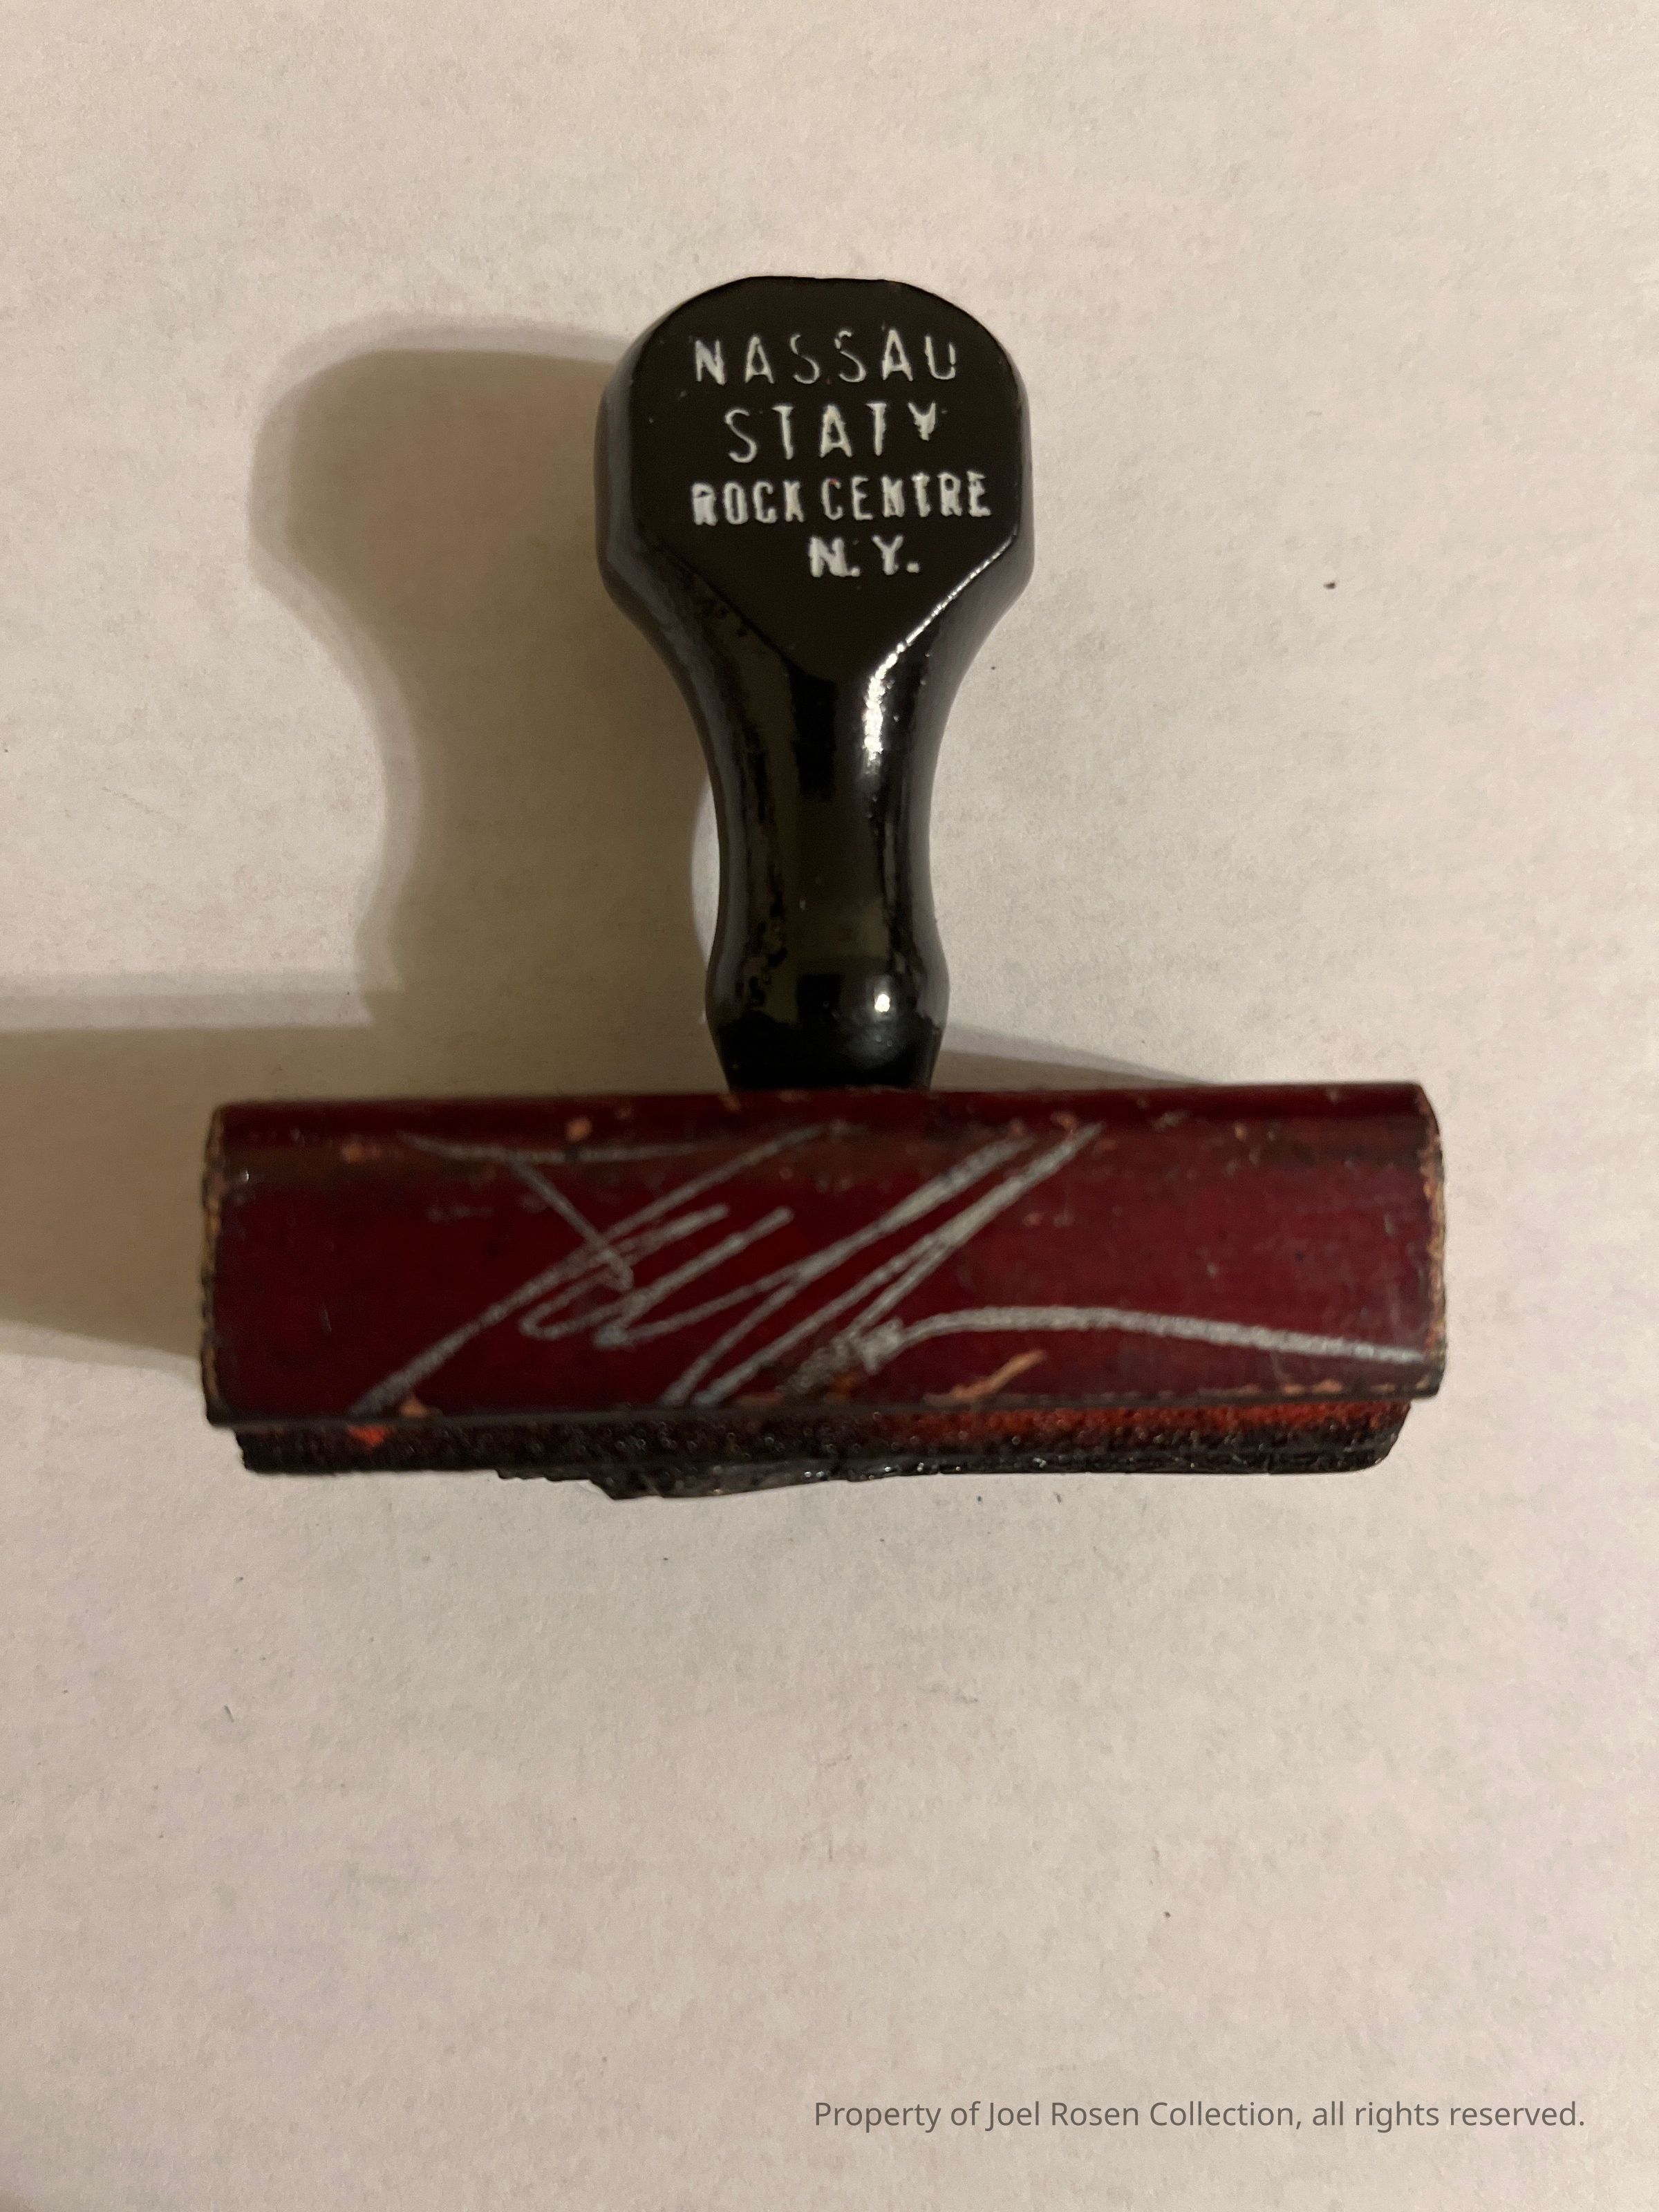 NASSAU
STATY
ROCK CENTRE
N.Y.
Property of Joel Rosen Collection, all rights reserved.